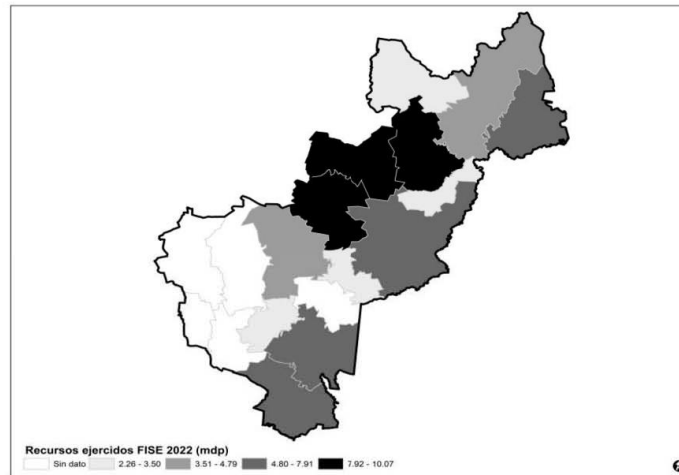 Recursos ejercidos FISE 2022 (mdp)
Sin dato 2.26 - 3.50 3.51 - 4.79 4.80 - 7.91 7.92 - 10.07